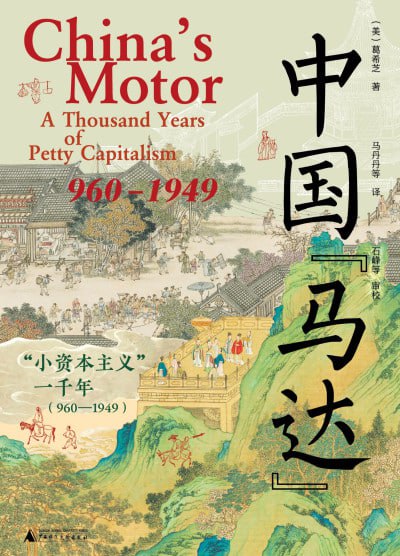 China's
Motor
A Thousand Years
of
Petty Capitalism
960–1949
（美）葛希芝 著
中国『马达』
马丹丹等 译
石峰等 审校
“小资本主义”
一千年
（960—1949）